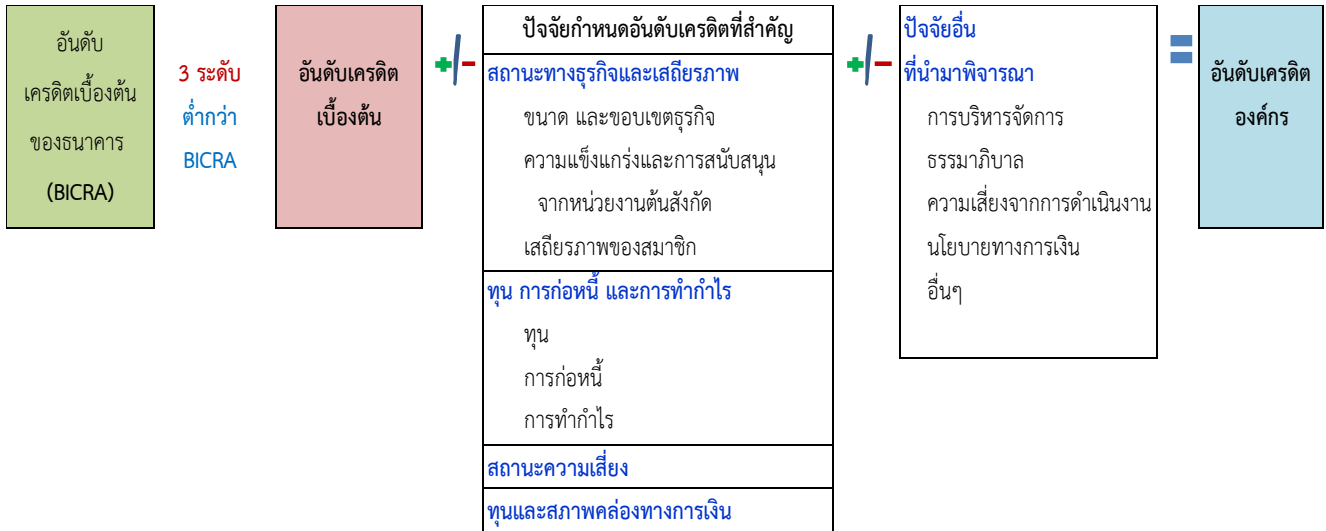 อันดับ
เครดิตเบื้องต้น
ของธนาคาร
(BICRA)
3 ระดับ
ต่ำกว่า
BICRA
อันดับเครดิต
เบื้องต้น
+/-
ปัจจัยกำหนดอันดับเครดิตที่สำคัญ
สถานะทางธุรกิจและเสถียรภาพ
ขนาด และขอบเขตธุรกิจ
ความแข็งแกร่งและการสนับสนุน
จากหน่วยงานต้นสังกัด
เสถียรภาพของสมาชิก
ทุน การก่อหนี้ และการทำกำไร
ทุน
การก่อหนี้
การทำกำไร
สถานะความเสี่ยง
ทุนและสภาพคล่องทางการเงิน
+/-
ปัจจัยอื่น
ที่นำมาพิจารณา
การบริหารจัดการ
ธรรมาภิบาล
ความเสี่ยงจากการดำเนินงาน
นโยบายทางการเงิน
อื่นๆ
=
อันดับเครดิต
องค์กร